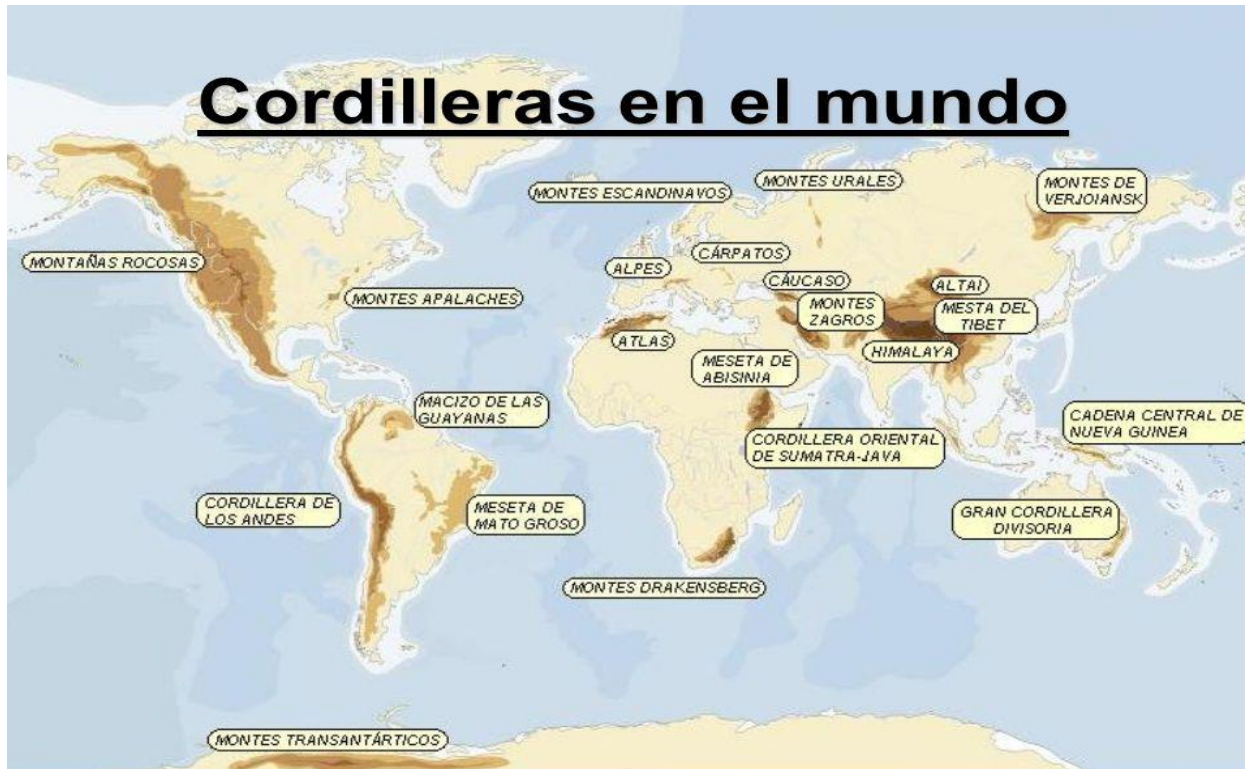 Cordilleras en el mundo
MONTES ESCANDINAVOS
MONTES URALES
MONTES DE
VERJOIANSK
MONTAÑAS ROCOSAS
ALPES
CÁRPATOS
CÁUCASO
ALTAI
MONTES APALACHES
MONTES
ZAGROS
MESTA DEL
TIBET
ATLAS
HIMALAYA
MESETA DE
ABISINIA
MACIZO DE LAS
GUAYANAS
CADENA CENTRAL DE
NUEVA GUINEA
CORDILLERA ORIENTAL
DE SUMATRA-JAVA
CORDILLERA DE
LOS ANDES
MESETA DE
MATO GROSO
GRAN CORDILLERA
DIVISORIA
MONTES DRAKENSBERG
MONTES TRANSANTÁRTICOS